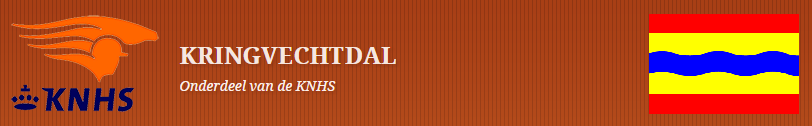 KRINGVECHTDAL
Onderdeel van de KNHS
KNHS